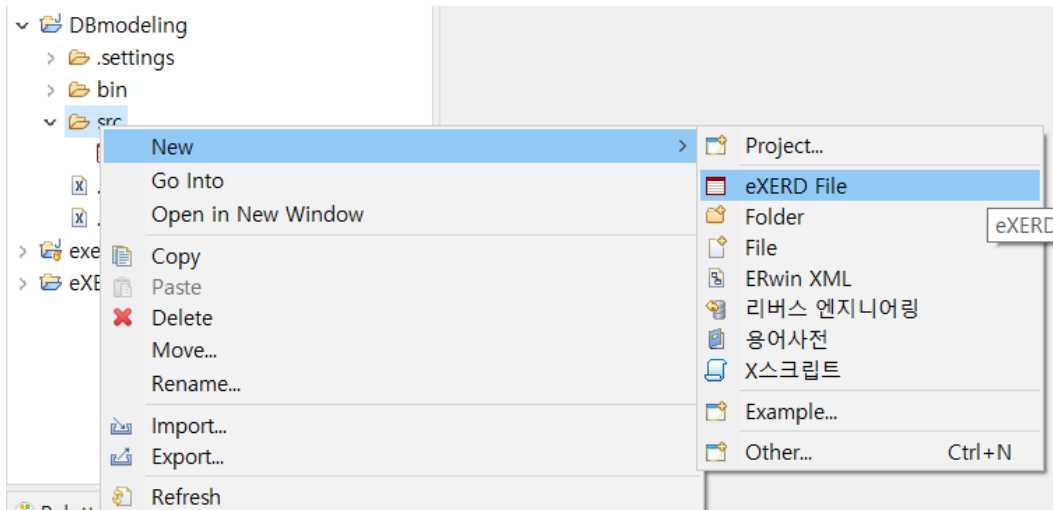 DBmodeling
.settings
bin
src
exe
eXE
New
Go Into
Open in New Window
Copy
Paste
Delete
Move...
Rename...
Import...
Export...
Refresh
Project...
eXERD File
Folder
eXERD
File
ERwin XML
리버스 엔지니어링
용어사전
X스크립트
Example...
Other... Ctrl+N